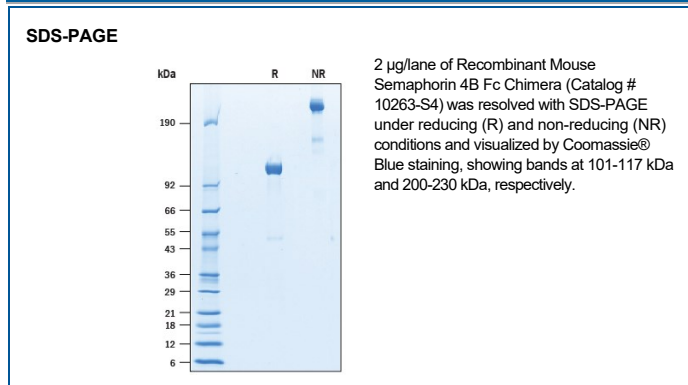 SDS-PAGE
kDa
R
NR
190
92
66
55
43
36
29
21
18
12
6
2 µg/lane of Recombinant Mouse
Semaphorin 4B Fc Chimera (Catalog #
10263-S4) was resolved with SDS-PAGE
under reducing (R) and non-reducing (NR)
conditions and visualized by Coomassie®
Blue staining, showing bands at 101-117 kDa
and 200-230 kDa, respectively.